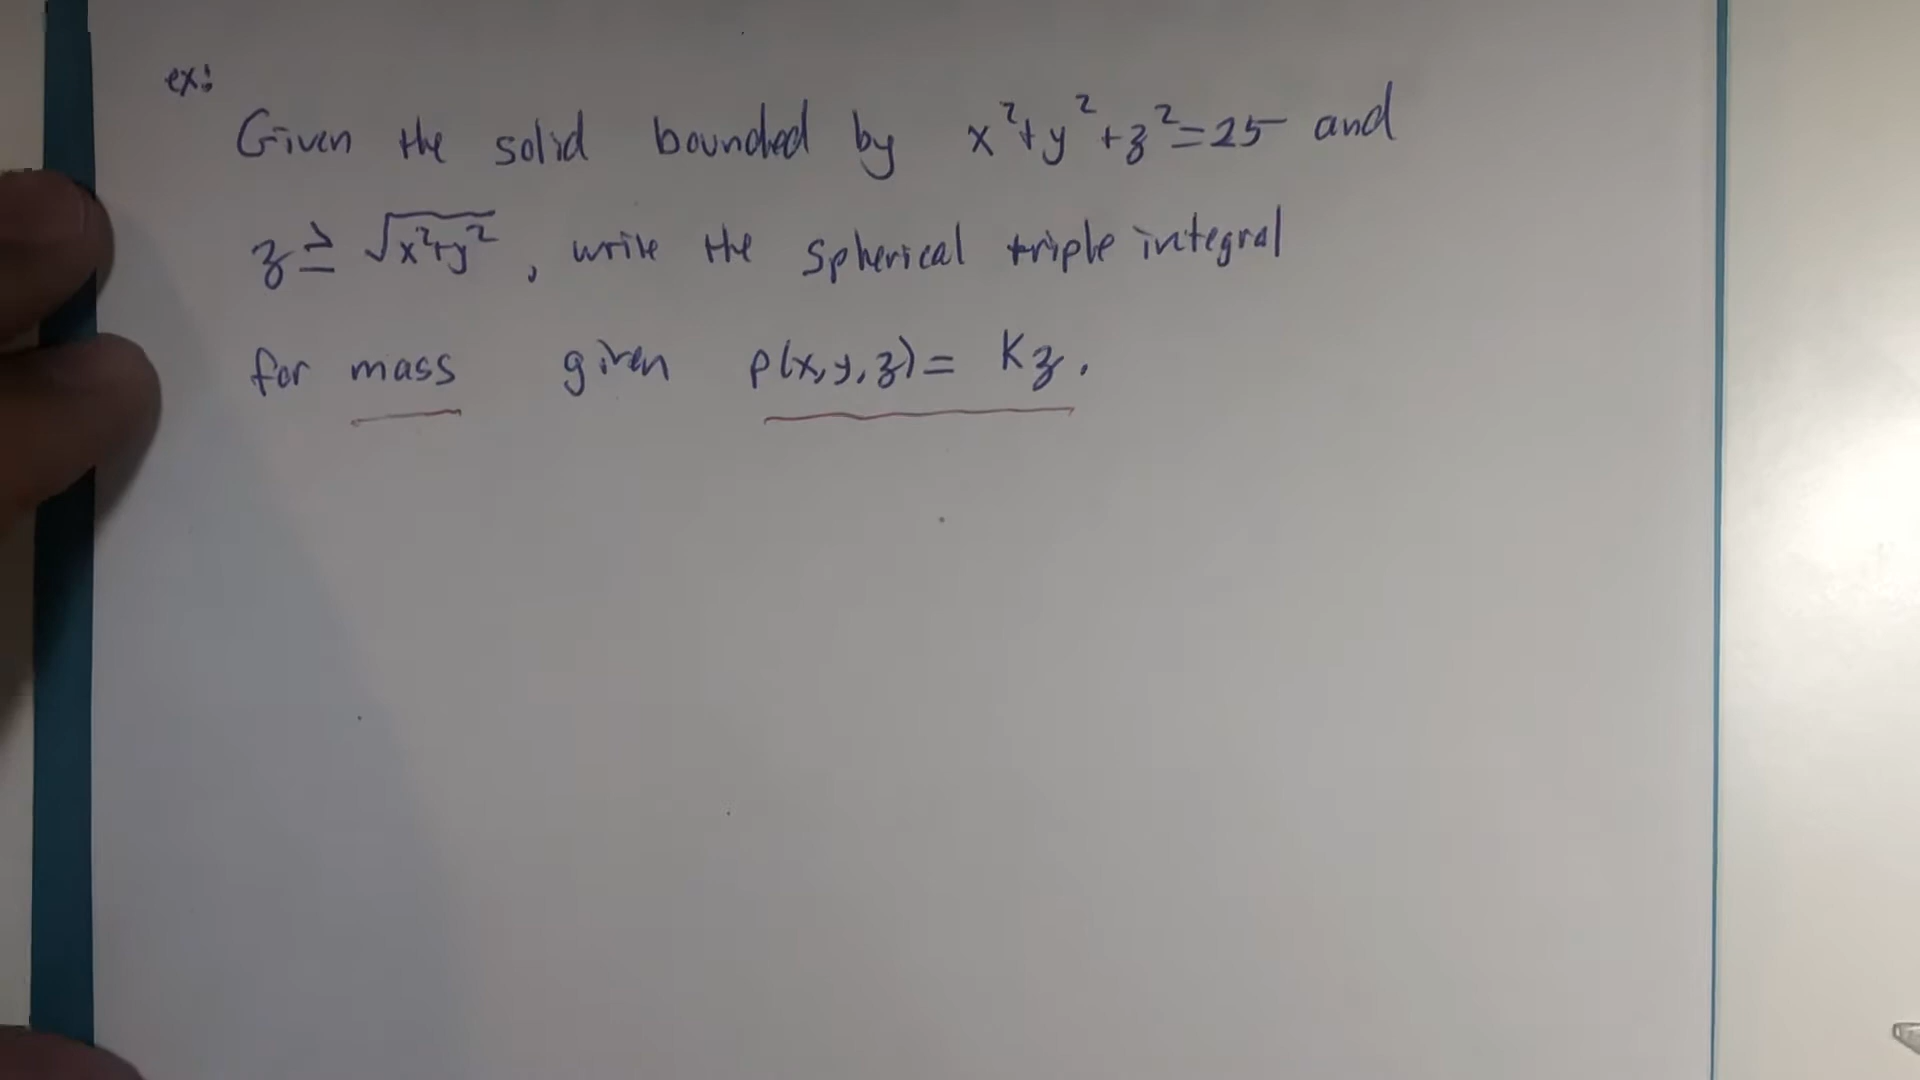 ex:
Given the solid bounded by x²+y²+z²=25 and
z ≥ √x²+y², write the spherical triple integral
for mass given ρ(x,y,z)= Kz.